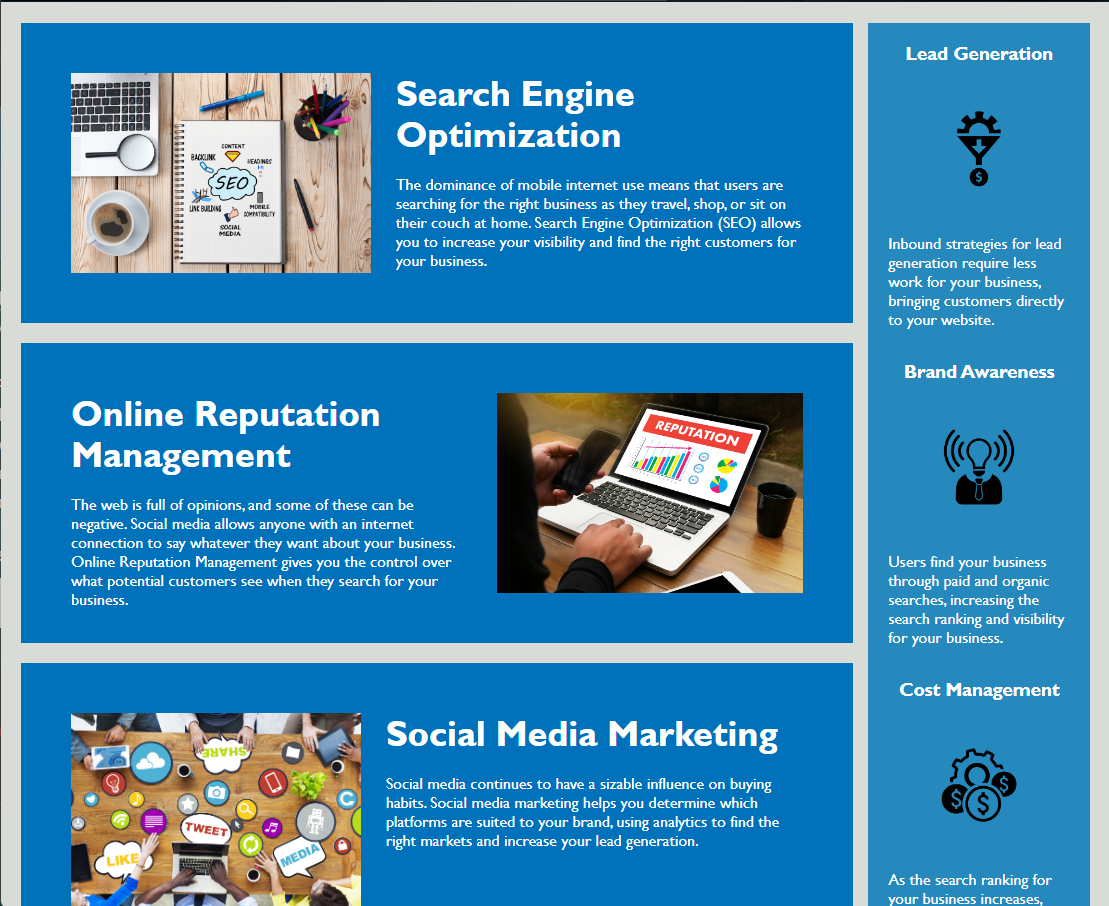 Search Engine
Optimization
The dominance of mobile internet use means that users are
searching for the right business as they travel, shop, or sit on
their couch at home. Search Engine Optimization (SEO) allows
you to increase your visibility and find the right customers for
your business.
CONTENT
BACKLINK
HEADINGS
SEO
LINK BUILDING
MOBILE
COMPATIBILITY
SOCIAL
MEDIA
Online Reputation
Management
The web is full of opinions, and some of these can be
negative. Social media allows anyone with an internet
connection to say whatever they want about your business.
Online Reputation Management gives you the control over
what potential customers see when they search for your
business.
REPUTATION
Social Media Marketing
Social media continues to have a sizable influence on buying
habits. Social media marketing helps you determine which
platforms are suited to your brand, using analytics to find the
right markets and increase your lead generation.
SHARE
TWEET
LIKE
MEDIA
Lead Generation
$
Inbound strategies for lead
generation require less
work for your business,
bringing customers directly
to your website.
Brand Awareness
Users find your business
through paid and organic
searches, increasing the
search ranking and visibility
for your business.
Cost Management
$ $ $
As the search ranking for
your business increases,